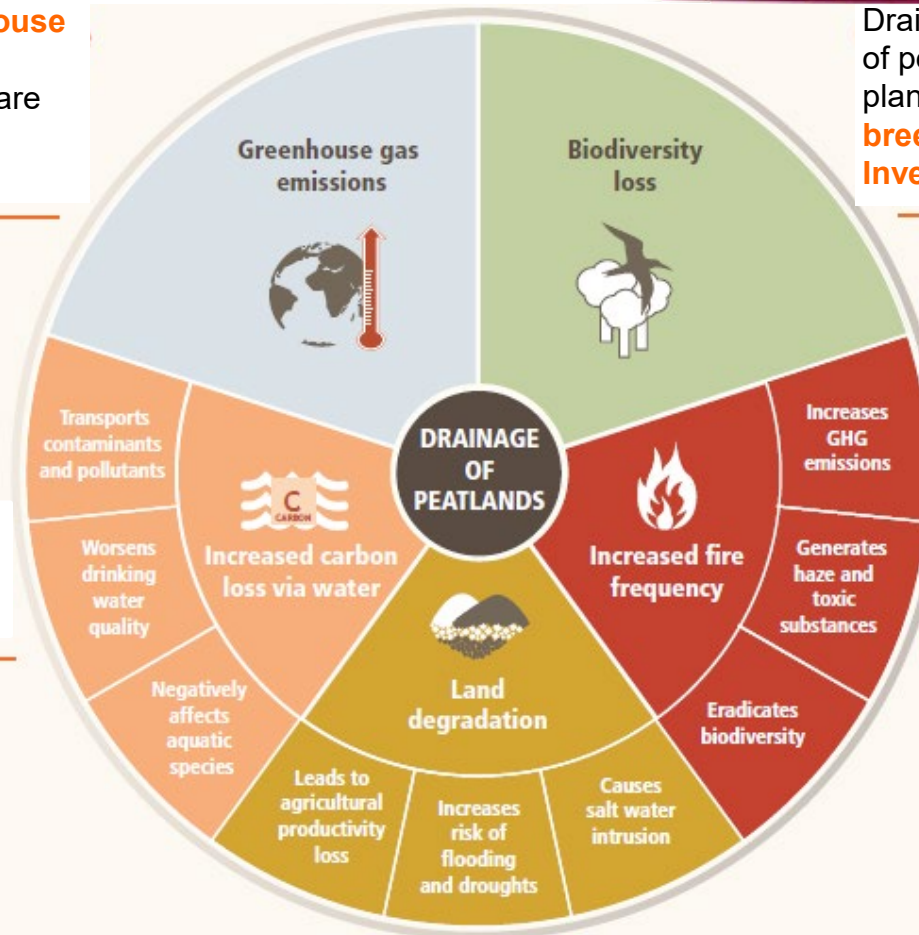 ouse
are
Drai
of pe
plan
bree
Inve
Greenhouse gas
emissions
Biodiversity
loss
DRAINAGE
OF
PEATLANDS
Transports
contaminants
and pollutants
Worsens
drinking
water
quality
Negatively
affects
aquatic
species
C
CARBON
Increased carbon
loss via water
Increases
GHG
emissions
Generates
haze and
toxic
substances
Eradicates
biodiversity
Increased fire
frequency
Land
degradation
Leads to
agricultural
productivity
loss
Increases
risk of
flooding
and droughts
Causes
salt water
intrusion